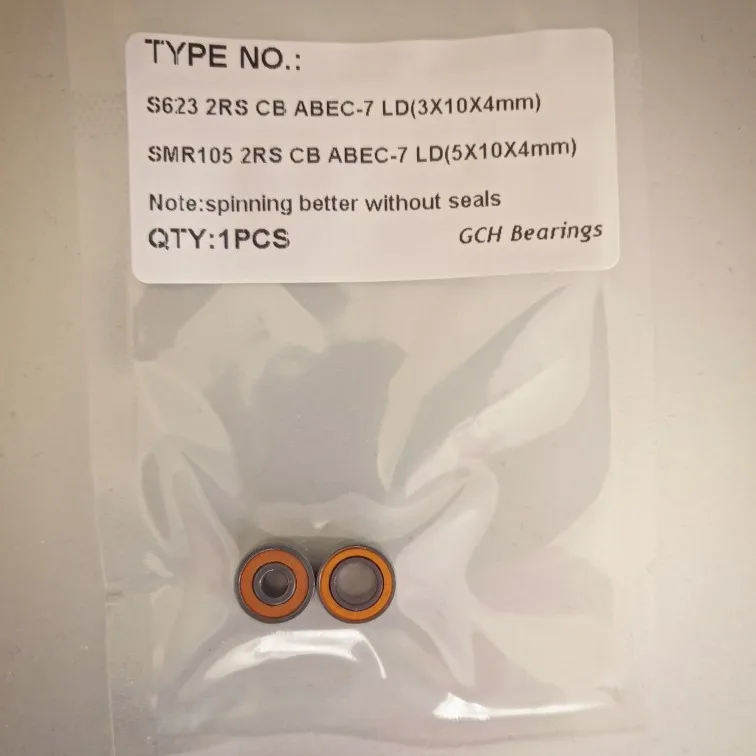 TYPE NO.:
S623 2RS CB ABEC-7 LD(3X10X4mm)
SMR105 2RS CB ABEC-7 LD(5X10X4mm)
Note:spinning better without seals
QTY:1PCS
GCH Bearings